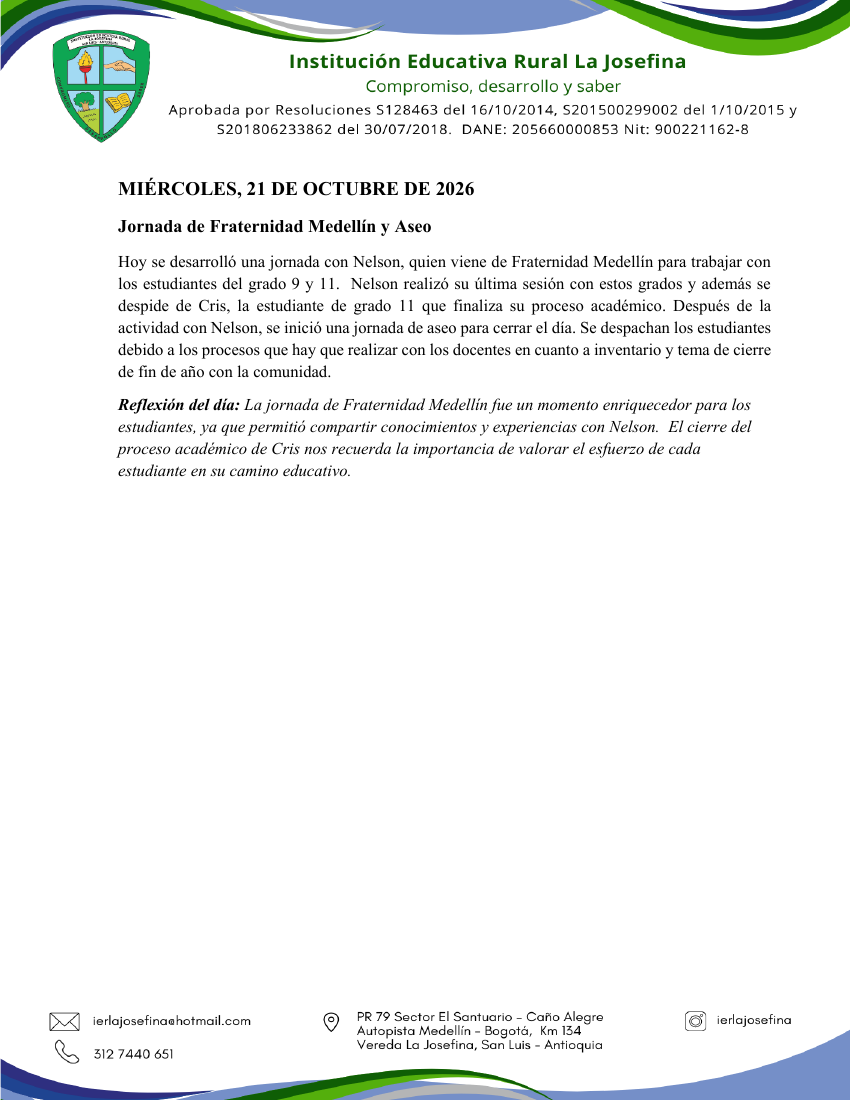 Institución Educativa Rural La Josefina
Compromiso, desarrollo y saber
Aprobada por Resoluciones S128463 del 16/10/2014, S201500299002 del 1/10/2015 y
S201806233862 del 30/07/2018. DANE: 205660000853 Nit: 900221162-8
MIÉRCOLES, 21 DE OCTUBRE DE 2026
Jornada de Fraternidad Medellín y Aseo
Hoy se desarrolló una jornada con Nelson, quien viene de Fraternidad Medellín para trabajar con
los estudiantes del grado 9 y 11. Nelson realizó su última sesión con estos grados y además se
despide de Cris, la estudiante de grado 11 que finaliza su proceso académico. Después de la
actividad con Nelson, se inició una jornada de aseo para cerrar el día. Se despachan los estudiantes
debido a los procesos que hay que realizar con los docentes en cuanto a inventario y tema de cierre
de fin de año con la comunidad.
Reflexión del día: La jornada de Fraternidad Medellín fue un momento enriquecedor para los
estudiantes, ya que permitió compartir conocimientos y experiencias con Nelson. El cierre del
proceso académico de Cris nos recuerda la importancia de valorar el esfuerzo de cada
estudiante en su camino educativo.
ierlajosefina@hotmail.com
312 7440 651
PR 79 Sector El Santuario - Caño Alegre
Autopista Medellín - Bogotá, Km 134
Vereda La Josefina, San Luis - Antioquia
ierlajosefina